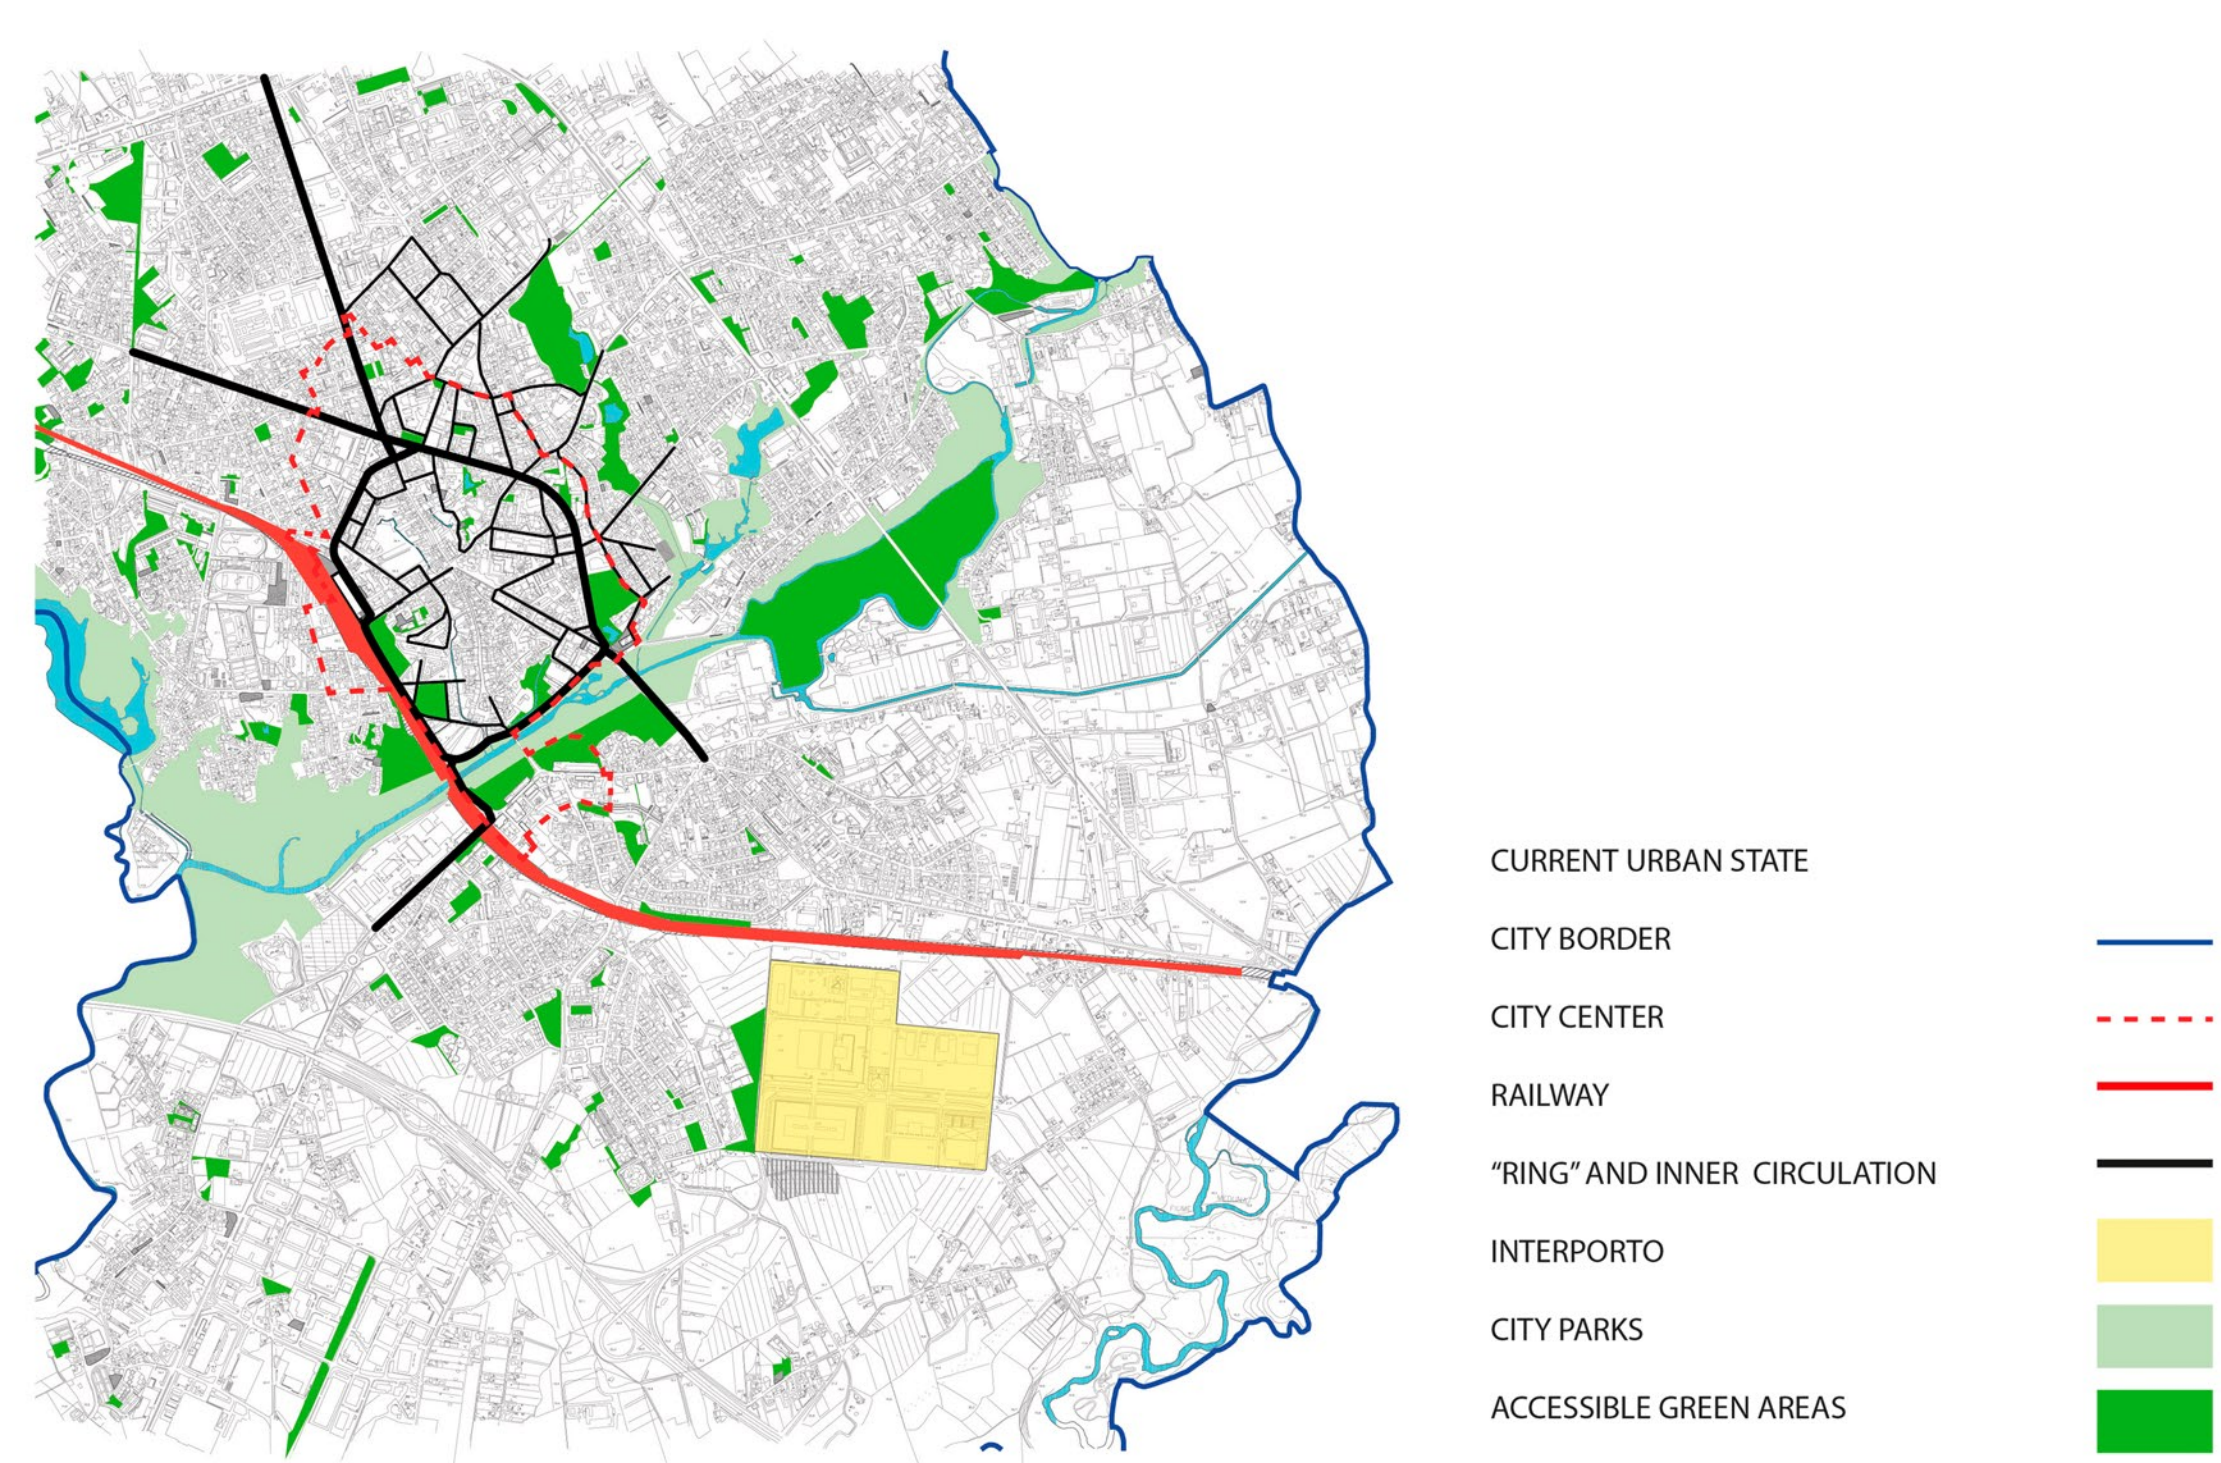 CURRENT URBAN STATE
CITY BORDER
CITY CENTER
RAILWAY
“RING” AND INNER CIRCULATION
INTERPORTO
CITY PARKS
ACCESSIBLE GREEN AREAS